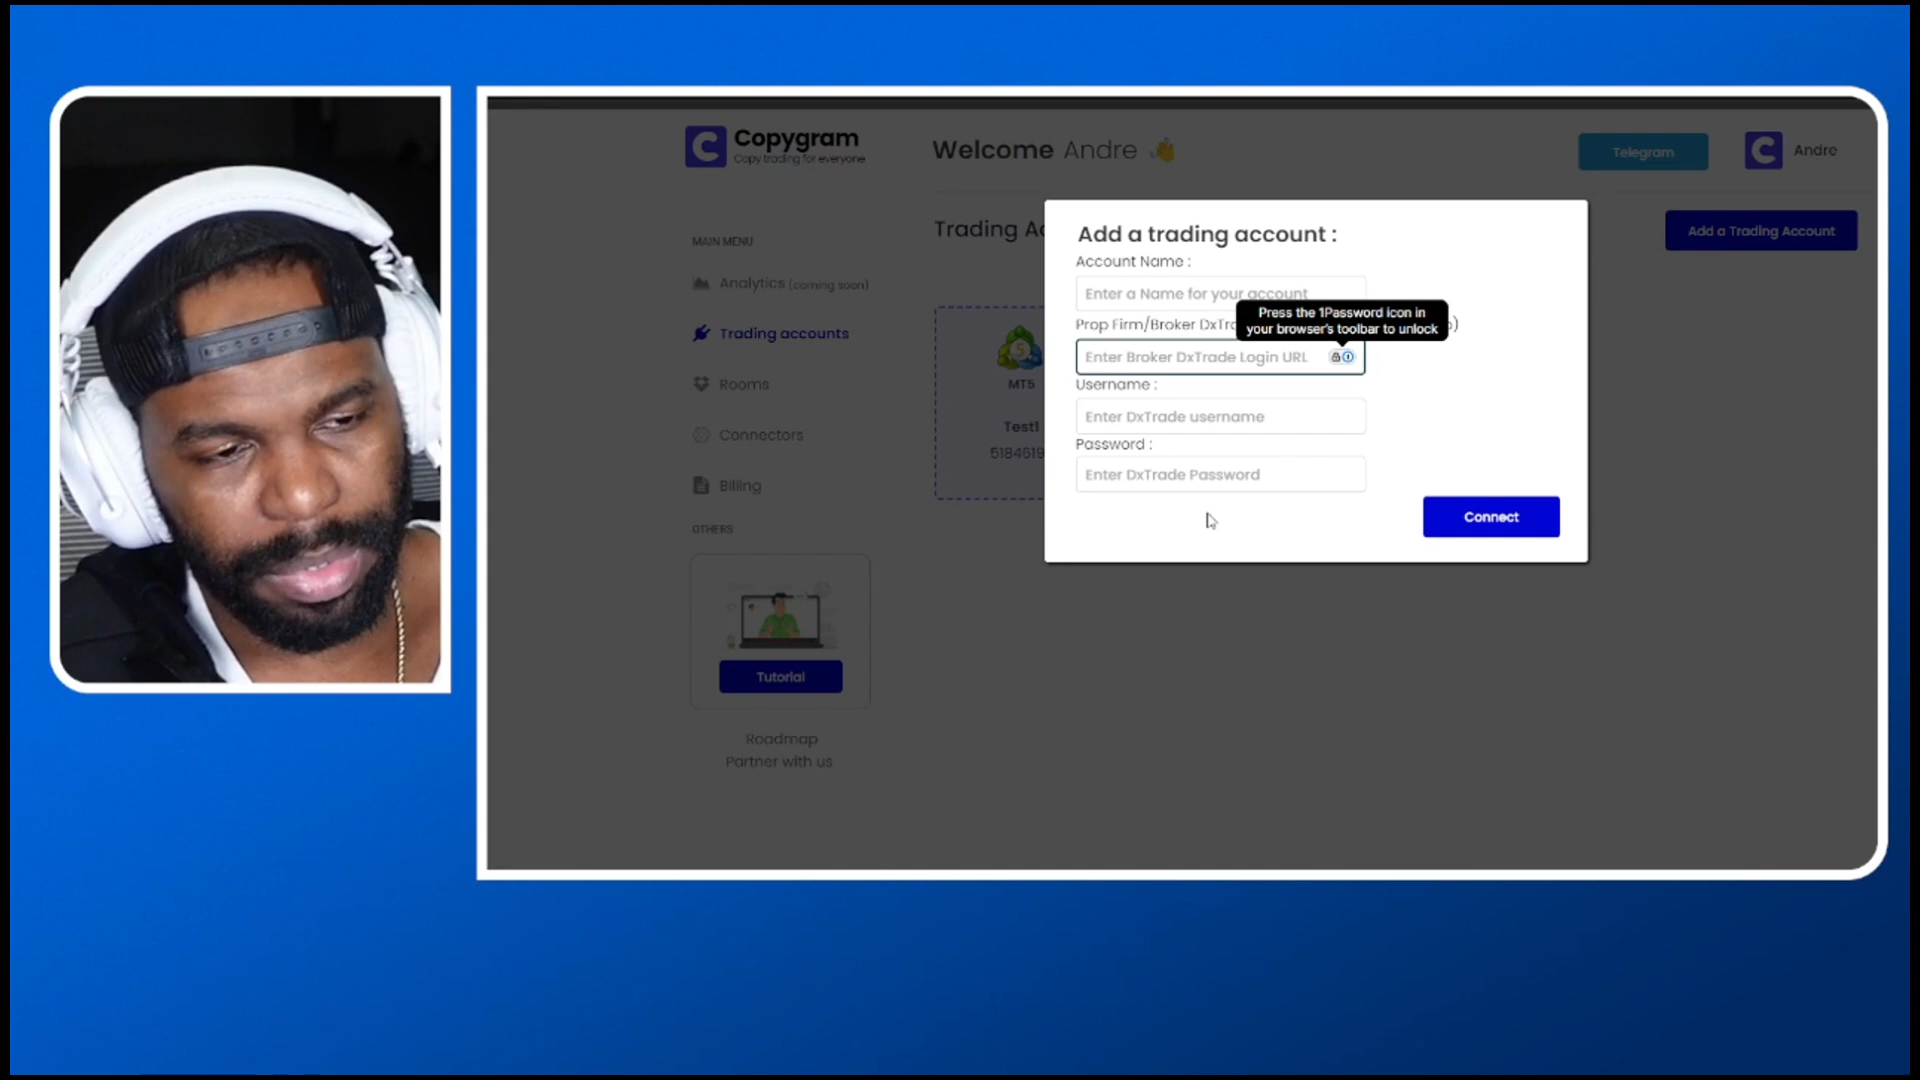 Copygram
Copy trading for everyone
Welcome Andre
Telegram
Andre
MAIN MENU
Analytics (coming soon)
Trading accounts
Rooms
Connectors
Billing
OTHERS
Tutorial
Roadmap
Partner with us
Trading Ac
Add a Trading Account
MT5
Test1
5184619
Add a trading account :
Account Name :
Enter a Name for your account
Press the 1Password icon in
your browser's toolbar to unlock
Prop Firm/Broker DxTra
Enter Broker DxTrade Login URL
Username :
Enter DxTrade username
Password :
Enter DxTrade Password
Connect